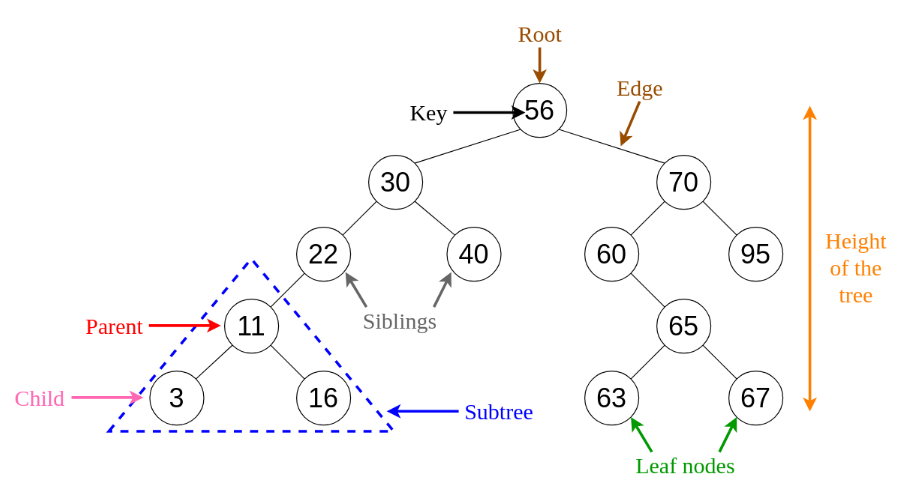 Root
Edge
Key
56
30
70
22
40
60
95
Height
of the
tree
Siblings
Parent
11
65
Child
3
16
63
67
Subtree
Leaf nodes